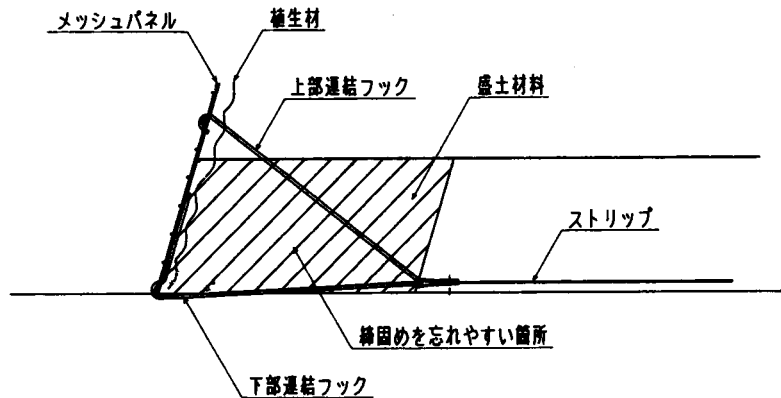 メッシュパネル
植生材
上部連結フック
盛土材料
ストリップ
締固めを忘れやすい箇所
下部連結フック